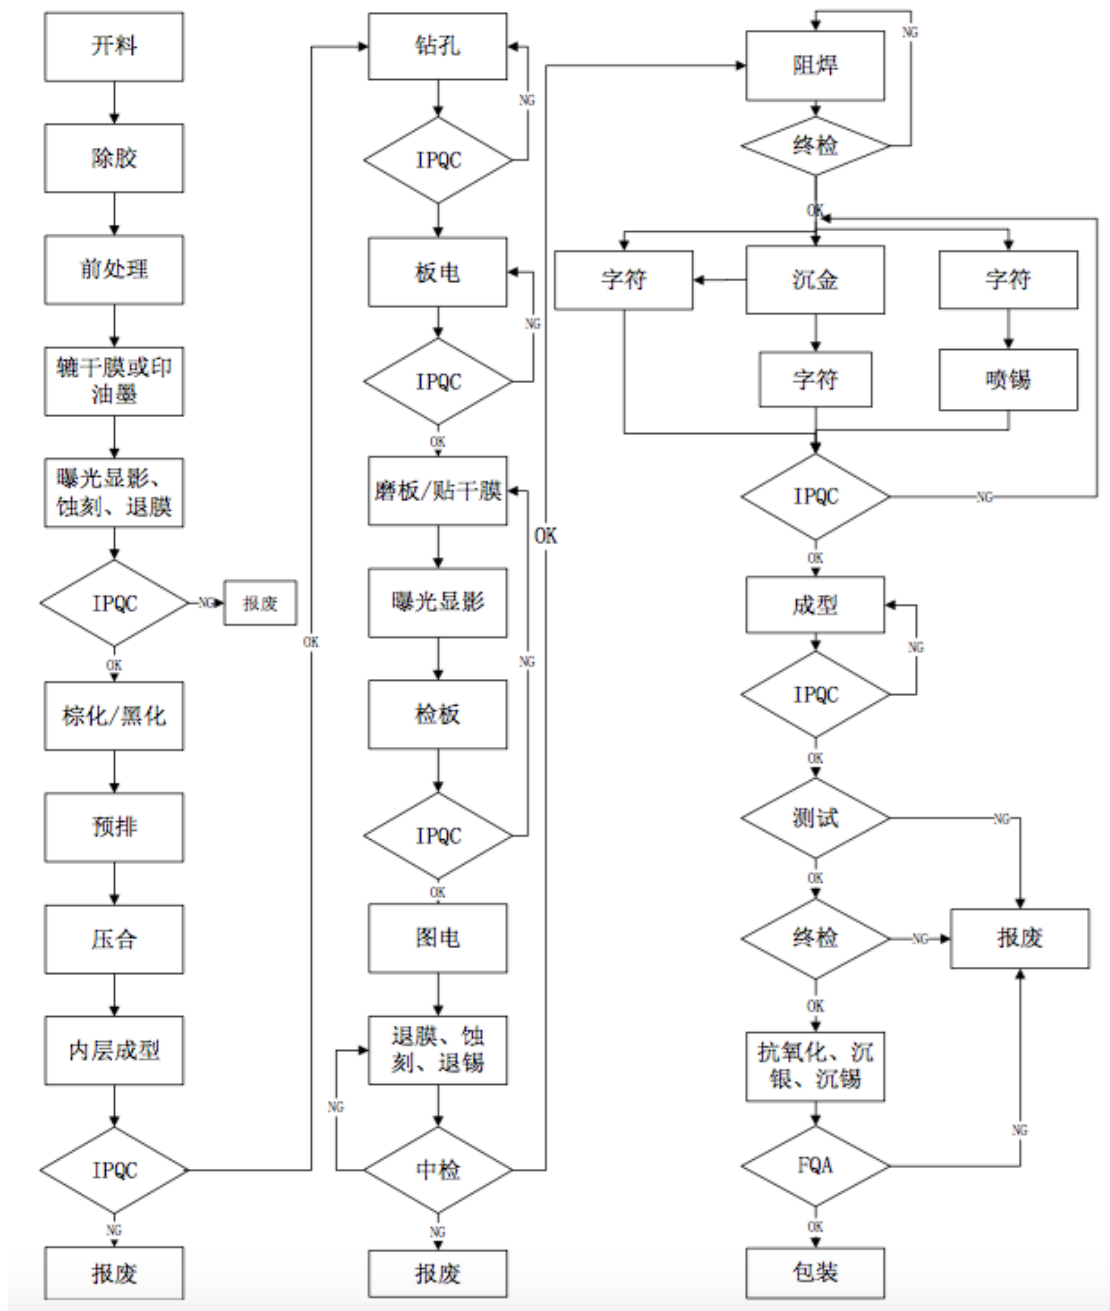 开料
除胶
前处理
辘干膜或印
油墨
曝光显影、
蚀刻、退膜
IPQC
NG
报废
OK
棕化/黑化
预排
压合
内层成型
IPQC
NG
报废
OK
钻孔
NG
IPQC
板电
NG
IPQC
OK
磨板/贴干膜
曝光显影
NG
检板
IPQC
OK
图电
退膜、蚀
刻、退锡
NG
中检
NG
报废
OK
阻焊
NG
终检
OK
字符
沉金
字符
字符
喷锡
IPQC
NG
OK
成型
NG
IPQC
OK
测试
NG
OK
终检
NG
报废
OK
抗氧化、沉
银、沉锡
NG
FQA
OK
包装